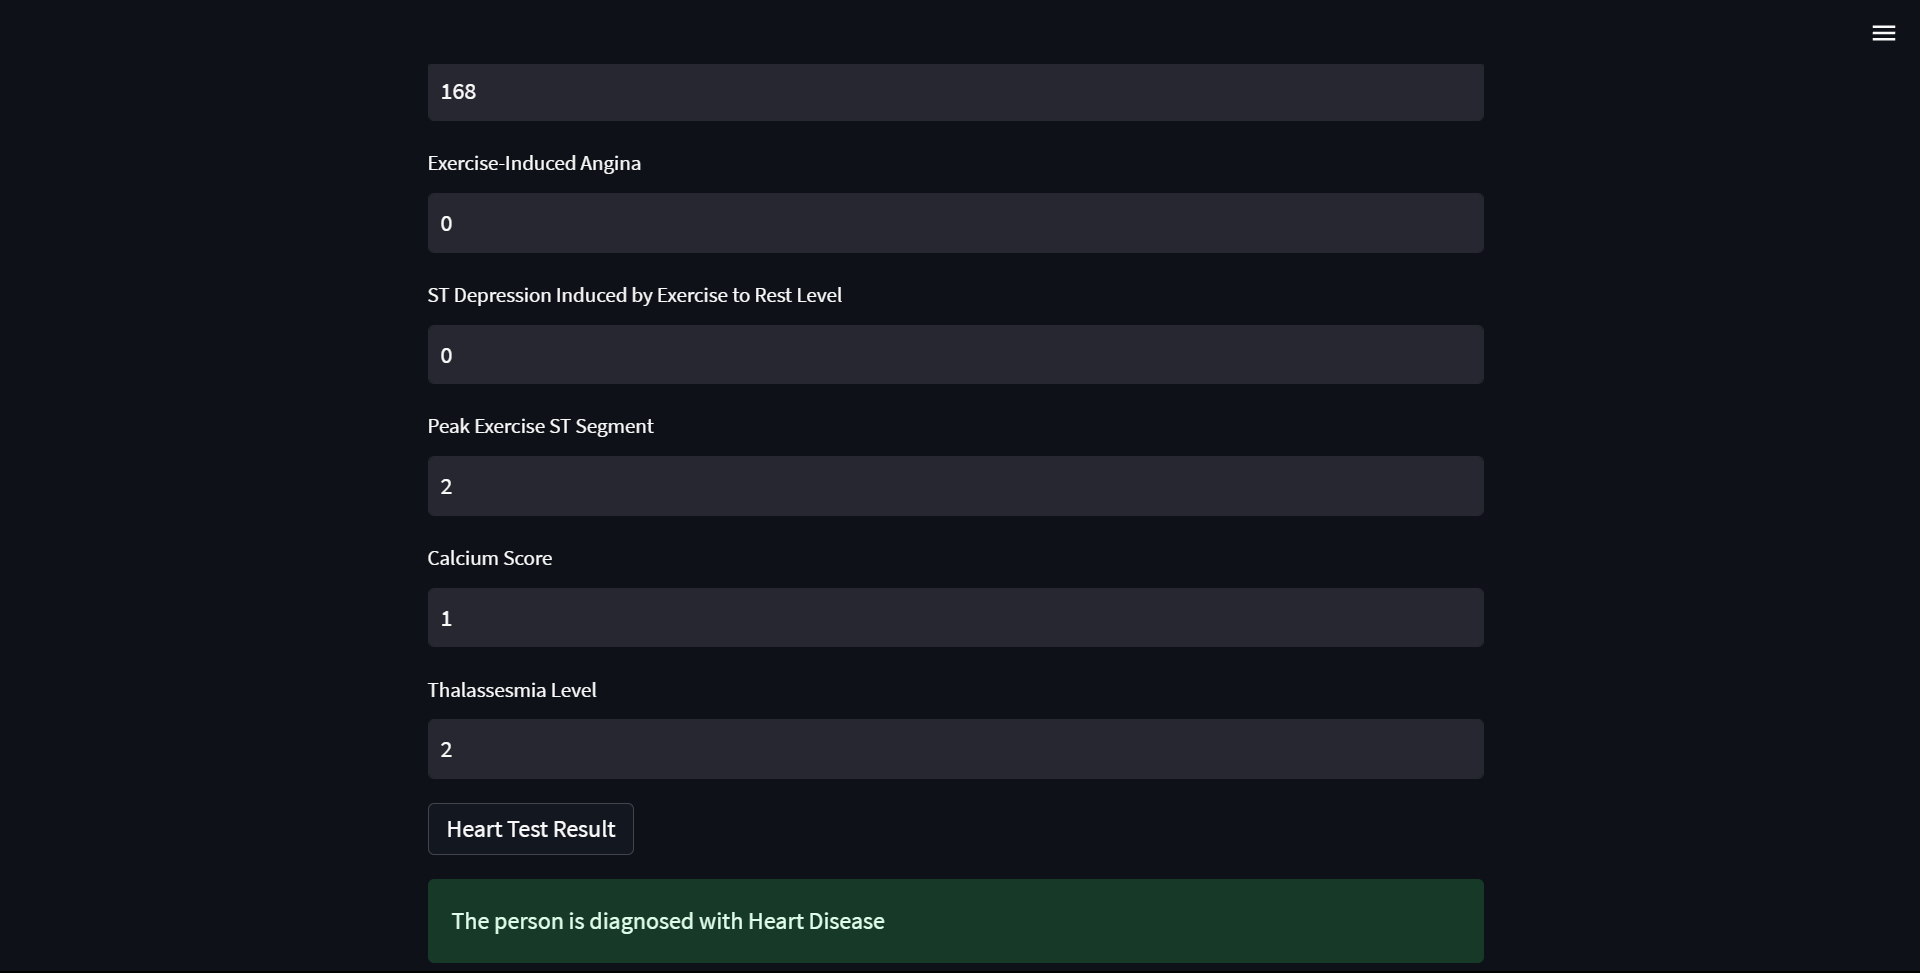 168
Exercise-Induced Angina
0
ST Depression Induced by Exercise to Rest Level
0
Peak Exercise ST Segment
2
Calcium Score
1
Thalassesmia Level
2
Heart Test Result
The person is diagnosed with Heart Disease